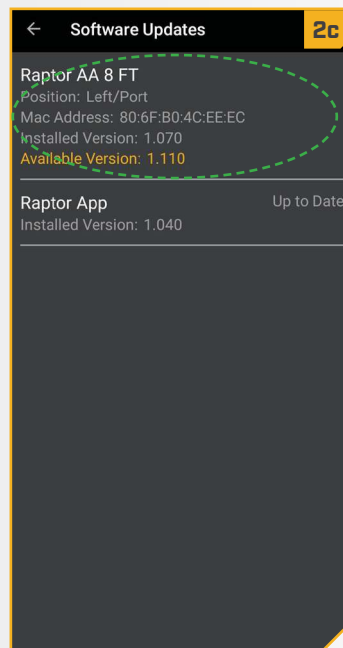 Software Updates
2c
Raptor AA 8 FT
Position: Left/Port
Mac Address: 80:6F:B0:4C:EE:EC
Installed Version: 1.070
Available Version: 1.110
Raptor App
Up to Date
Installed Version: 1.040